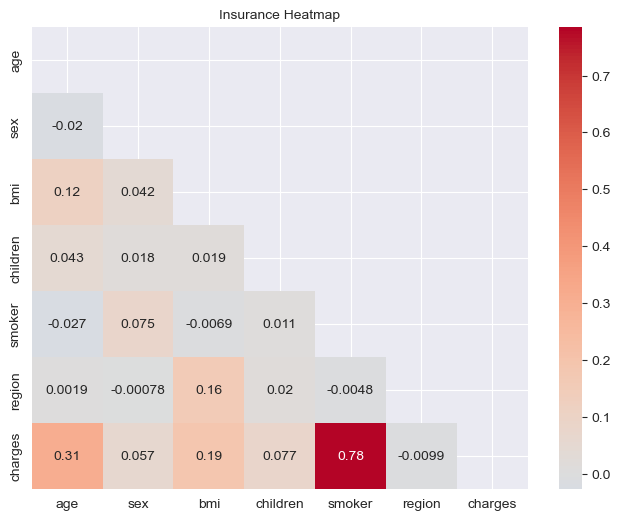 Insurance Heatmap
age
sex -0.02
bmi 0.12 0.042
children 0.043 0.018 0.019
smoker -0.027 0.075 -0.0069 0.011
region 0.0019 -0.00078 0.16 0.02 -0.0048
charges 0.31 0.057 0.19 0.077 0.78 -0.0099
age sex bmi children smoker region charges
0.7
0.6
0.5
0.4
0.3
0.2
0.1
0.0